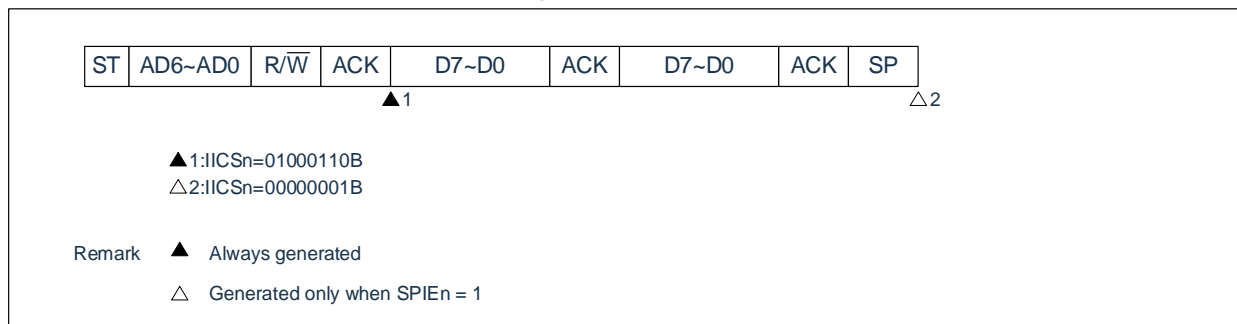 ST AD6~AD0 R/W̅ ACK D7~D0 ACK D7~D0 ACK SP
▲1 △2
▲1:IICSn=01000110B
△2:IICSn=00000001B
Remark ▲ Always generated
△ Generated only when SPIEn = 1